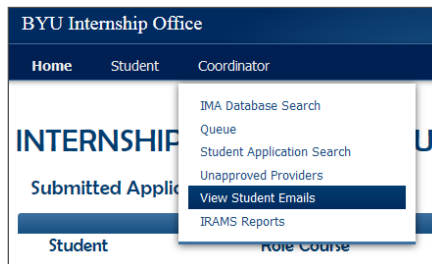 BYU Internship Office
Home Student Coordinator
IMA Database Search
Queue
Student Application Search
Unapproved Providers
View Student Emails
IRAMS Reports
INTERNSHIP
Submitted
Student Role Course